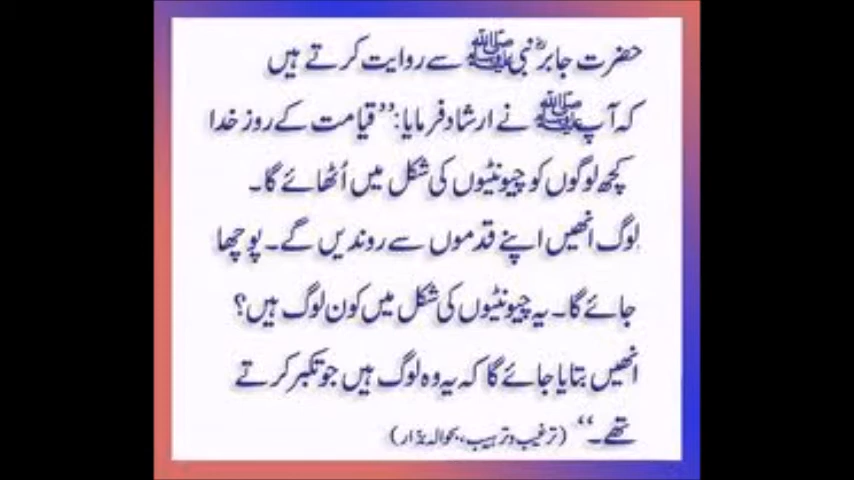 حضرت جابرؓ نبی ﷺ سے روایت کرتے ہیں
کہ آپ ﷺ نے ارشاد فرمایا: ”قیامت کے روز خدا
کچھ لوگوں کو چیونٹیوں کی شکل میں اُٹھائے گا۔
لوگ انھیں اپنے قدموں سے روندیں گے۔ پوچھا
جائے گا۔ یہ چیونٹیوں کی شکل میں کون لوگ ہیں؟
انھیں بتایا جائے گا کہ یہ وہ لوگ ہیں جو تکبر کرتے
تھے۔“ (ترغیب و ترہیب، بحوالہ بزار)